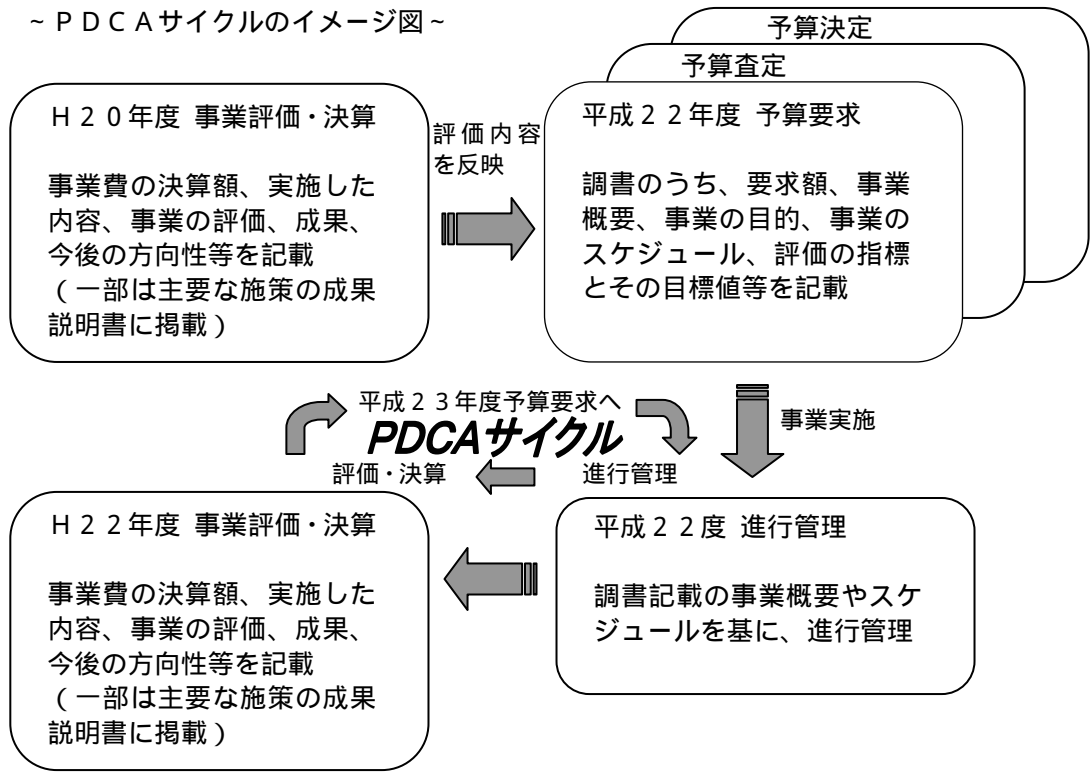 ~ＰＤＣＡサイクルのイメージ図~
予算決定
予算査定
Ｈ２０年度 事業評価・決算
事業費の決算額、実施した
内容、事業の評価、成果、
今後の方向性等を記載
（一部は主要な施策の成果
説明書に掲載）
評価内容
を反映
平成２２年度 予算要求
調書のうち、要求額、事業
概要、事業の目的、事業の
スケジュール、評価の指標
とその目標値等を記載
事業実施
平成２３年度予算要求へ
PDCAサイクル
評価・決算
進行管理
Ｈ２２年度 事業評価・決算
事業費の決算額、実施した
内容、事業の評価、成果、
今後の方向性等を記載
（一部は主要な施策の成果
説明書に掲載）
平成２２度 進行管理
調書記載の事業概要やスケ
ジュールを基に、進行管理